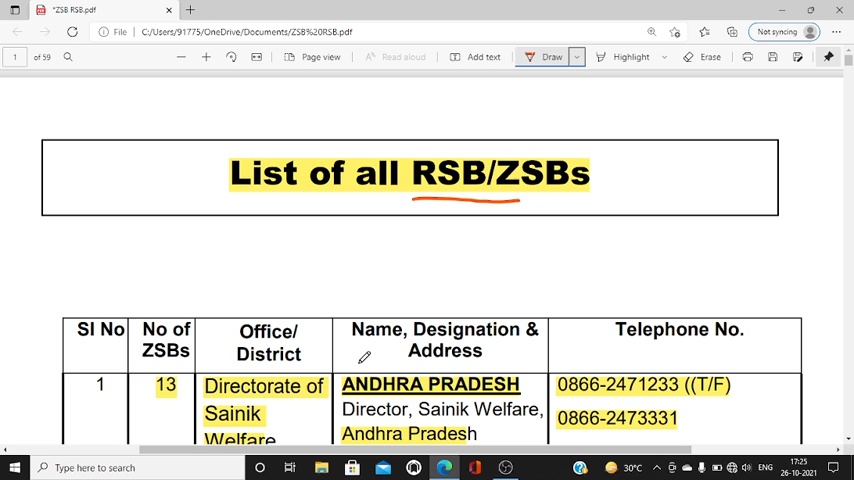 *ZSB RSB.pdf
File
C:/Users/91775/OneDrive/Documents/ZSB%20RSB.pdf
Not syncing
1 of 59
Page view
Read aloud
Add text
Draw
Highlight
Erase
List of all RSB/ZSBs
Sl No
No of ZSBs
Office/
District
Name, Designation &
Address
Telephone No.
1
13
Directorate of
Sainik
Welfare
ANDHRA PRADESH
Director, Sainik Welfare,
Andhra Pradesh
0866-2471233 ((T/F)
0866-2473331
Type here to search
30°C
ENG
17:25
26-10-2021